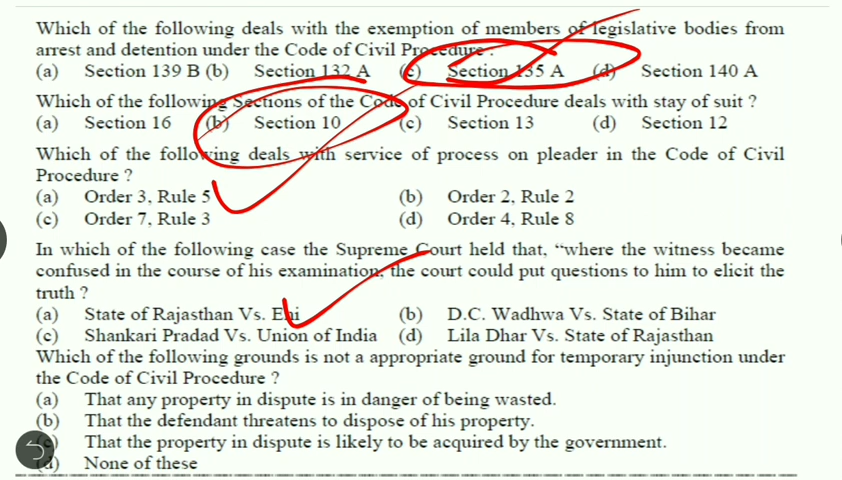 Which of the following deals with the exemption of members of legislative bodies from
arrest and detention under the Code of Civil Procedure .
(a) Section 139 B (b) Section 132 A (c) Section 135 A (d) Section 140 A
Which of the following Sections of the Code of Civil Procedure deals with stay of suit ?
(a) Section 16 (b) Section 10 (c) Section 13 (d) Section 12
Which of the following deals with service of process on pleader in the Code of Civil
Procedure ?
(a) Order 3, Rule 5 (b) Order 2, Rule 2
(c) Order 7, Rule 3 (d) Order 4, Rule 8
In which of the following case the Supreme Court held that, “where the witness became
confused in the course of his examination, the court could put questions to him to elicit the
truth ?
(a) State of Rajasthan Vs. Ehi (b) D.C. Wadhwa Vs. State of Bihar
(c) Shankari Pradad Vs. Union of India (d) Lila Dhar Vs. State of Rajasthan
Which of the following grounds is not a appropriate ground for temporary injunction under
the Code of Civil Procedure ?
(a) That any property in dispute is in danger of being wasted.
(b) That the defendant threatens to dispose of his property.
(c) That the property in dispute is likely to be acquired by the government.
(d) None of these